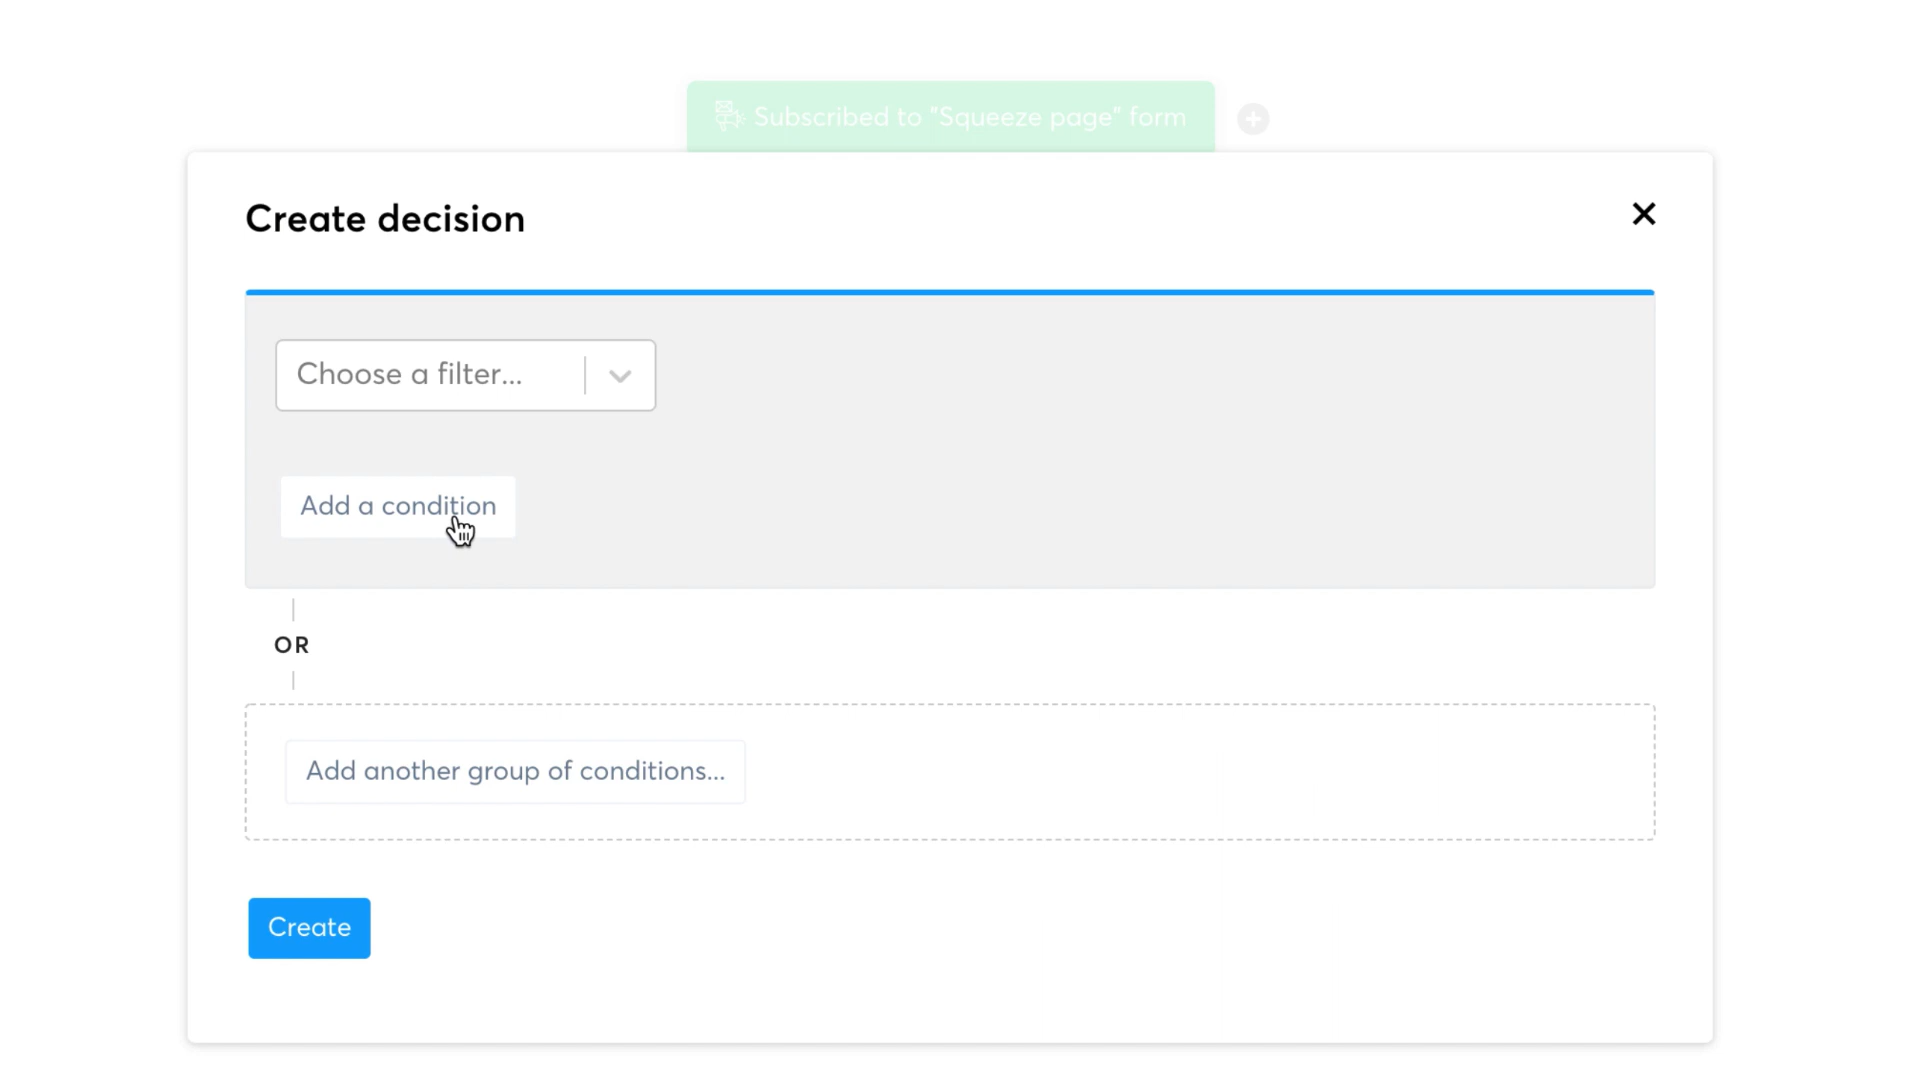 Subscribed to "Squeeze page" form
Create decision
Choose a filter...
Add a condition
OR
Add another group of conditions...
Create